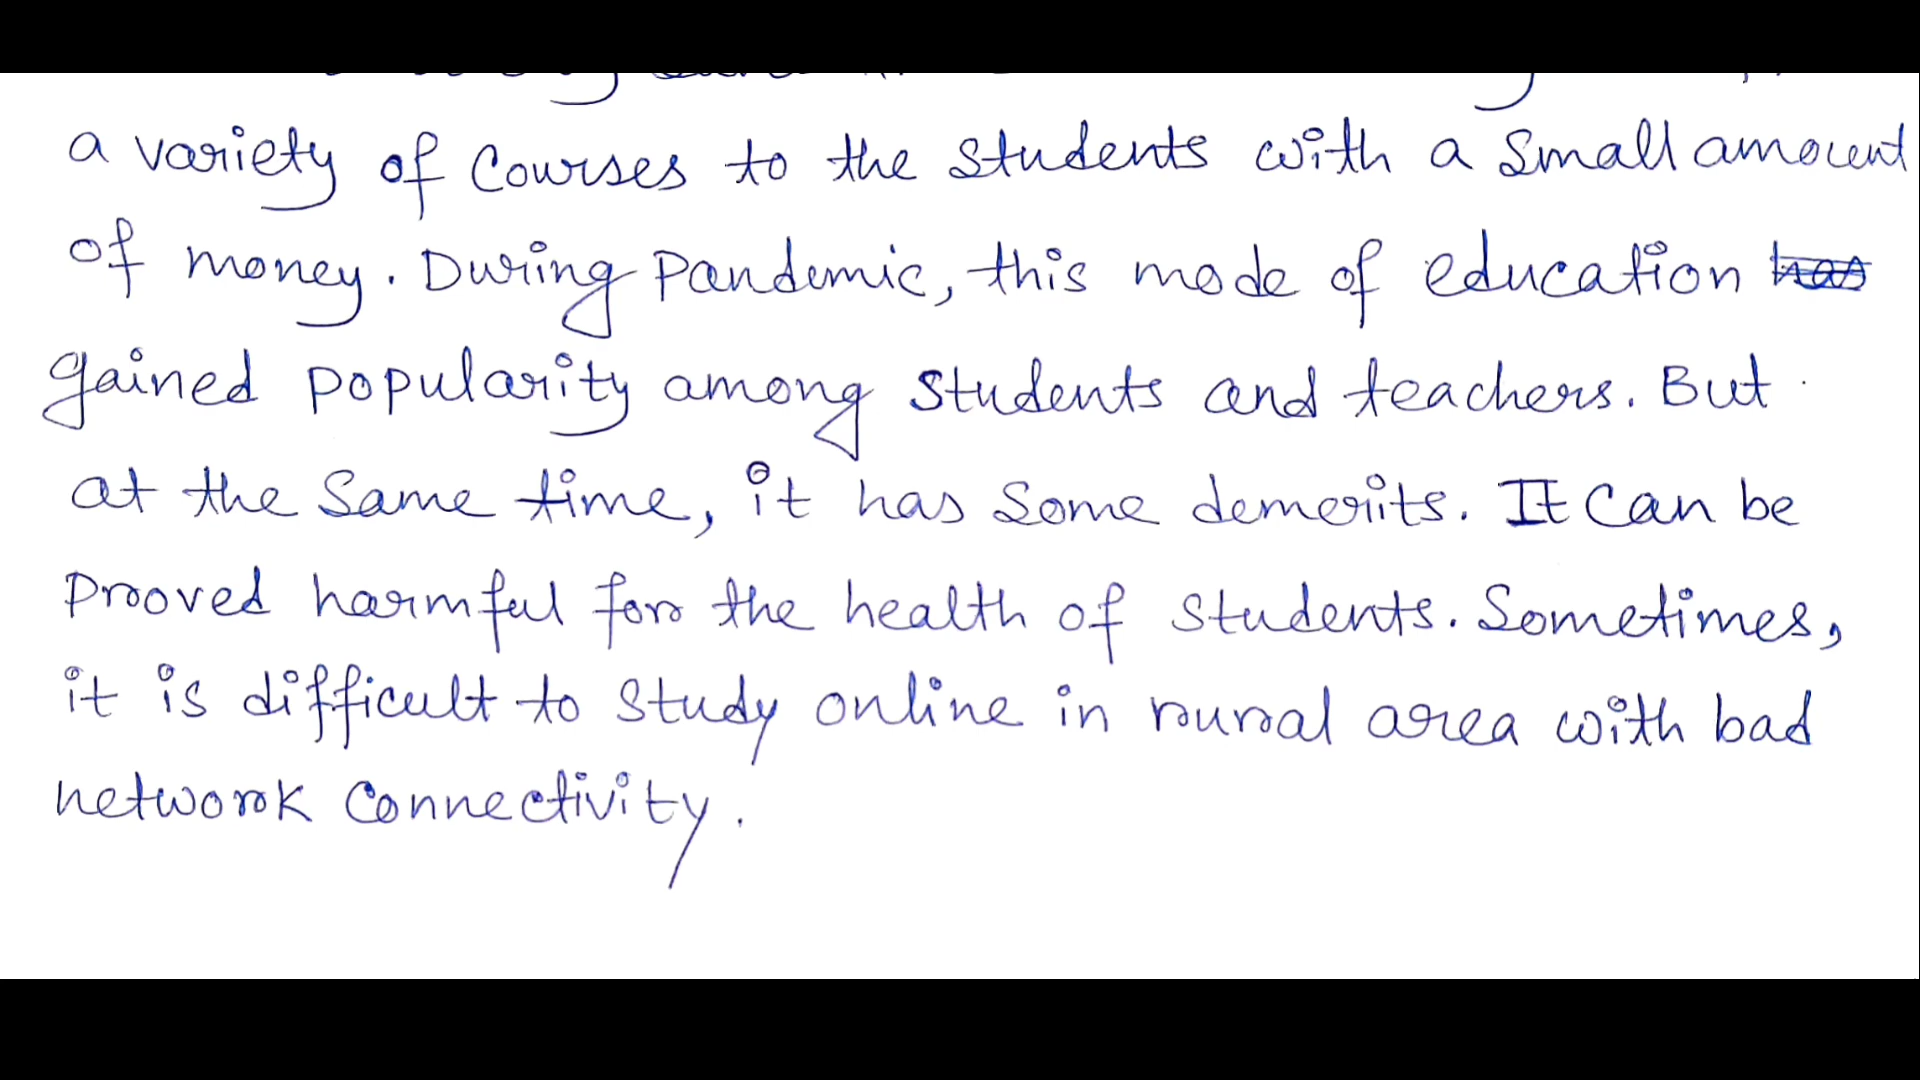 a variety of courses to the students with a small amount
of money. During pandemic, this mode of education has
gained popularity among students and teachers. But
at the same time, it has some demerits. It can be
proved harmful for the health of students. Sometimes,
it is difficult to study online in rural area with bad
network connectivity.